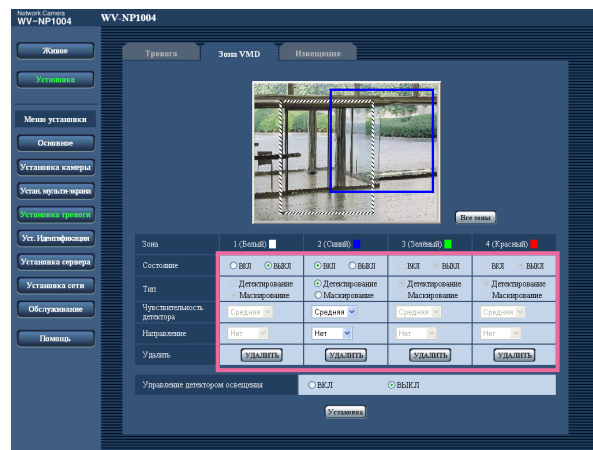 Network Camera
WV-NP1004
WV-NP1004
Живое
Установка
Меню установки
Основное
Установка камеры
Устан. мульти-экрана
Установка тревоги
Уст. Идентификации
Установка сервера
Установка сети
Обслуживание
Помощь
Тревога Зона VMD Извещение
Все зоны
Зона 1 (Белый) 2 (Синий) 3 (Зелёный) 4 (Красный)
Состояние ВКЛ ВЫКЛ ВКЛ ВЫКЛ ВКЛ ВЫКЛ ВКЛ ВЫКЛ
Тип Детектирование Детектирование Детектирование Детектирование
Маскирование Маскирование Маскирование Маскирование
Чувствительность
детектора Средняя Средняя Средняя Средняя
Направление Нет Нет Нет Нет
Удалить УДАЛИТЬ УДАЛИТЬ УДАЛИТЬ УДАЛИТЬ
Управление детектором освещения ВКЛ ВЫКЛ
Установка